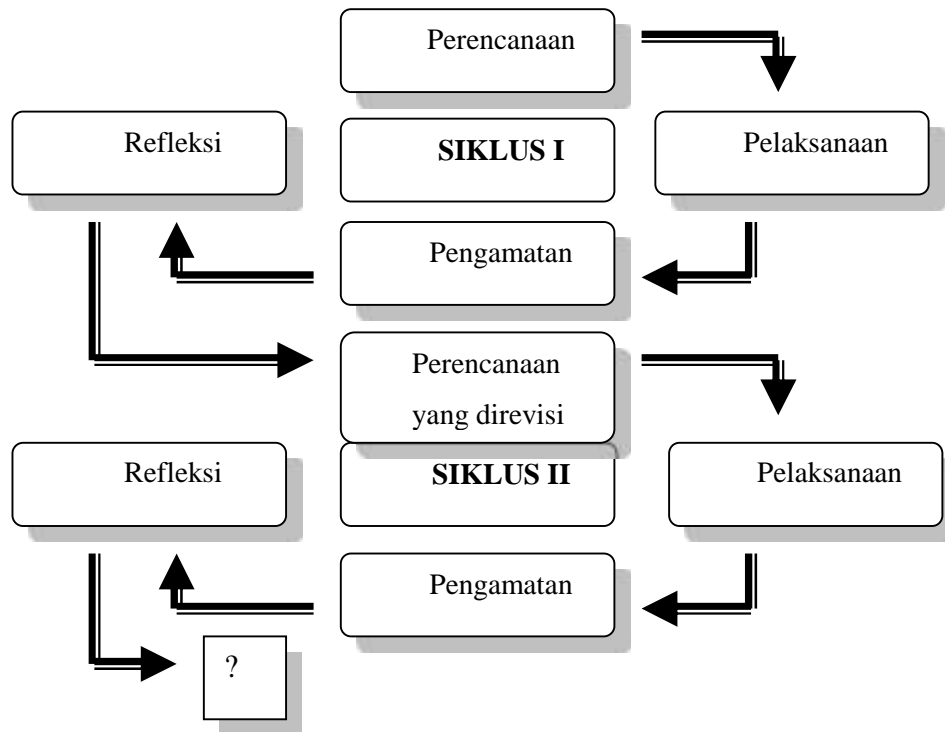 Perencanaan
Refleksi
SIKLUS I
Pelaksanaan
Pengamatan
Perencanaan
yang direvisi
Refleksi
SIKLUS II
Pelaksanaan
Pengamatan
?